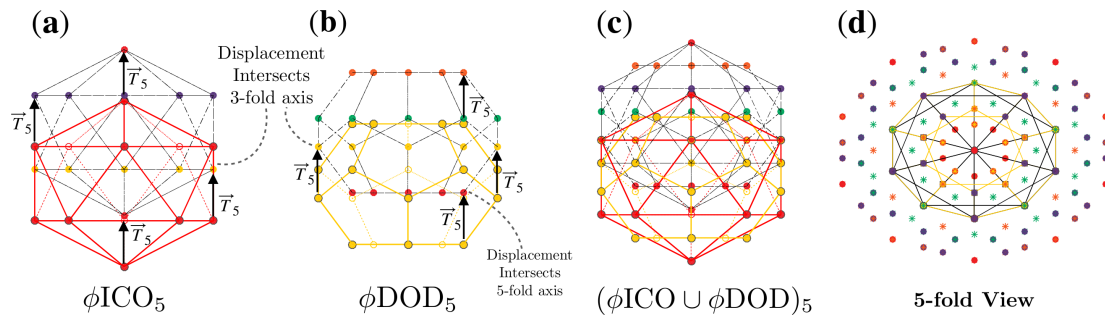 (a)
(b)
(c)
(d)
Displacement
Intersects
3-fold axis
T⃗₅
T⃗₅
T⃗₅
T⃗₅
T⃗₅
T⃗₅
T⃗₅
T⃗₅
Displacement
Intersects
5-fold axis
ϕICO₅
ϕDOD₅
(ϕICO ∪ ϕDOD)₅
5-fold View